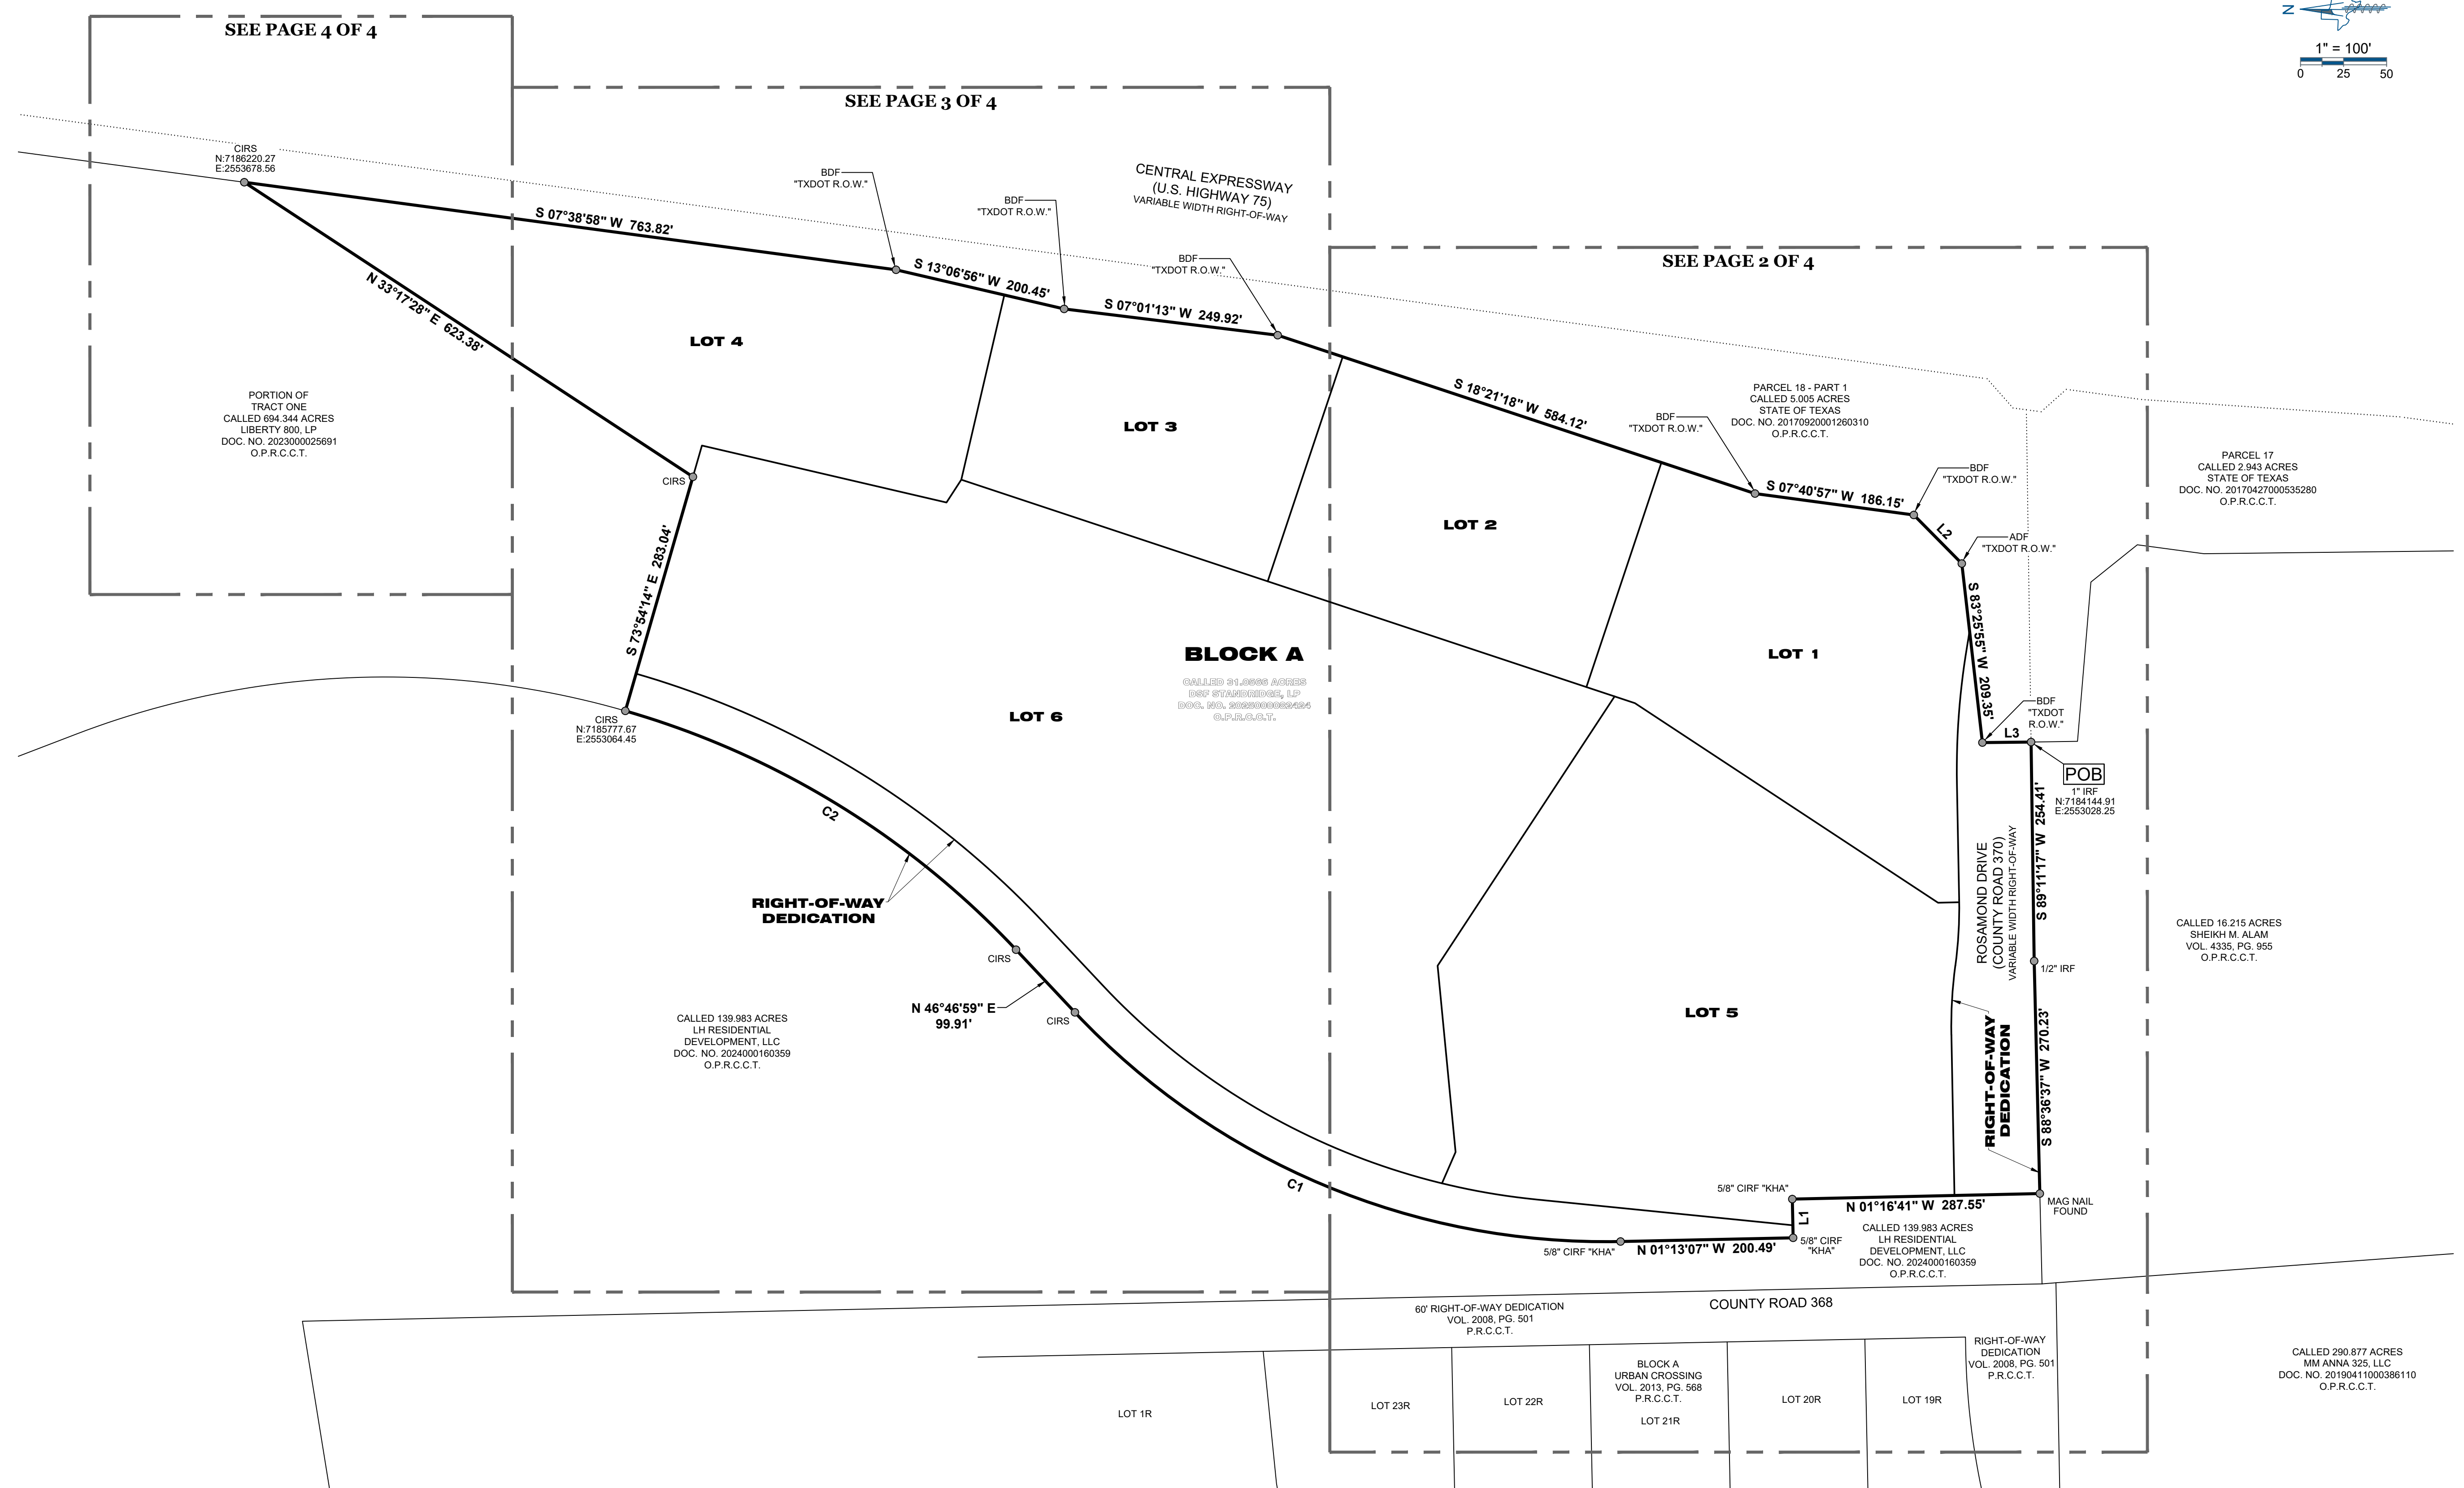 SEE PAGE 4 OF 4
N
1" = 100'
0 25 50
SEE PAGE 3 OF 4
CIRS
N:7186220.27
E:2553678.56
BDF
"TXDOT R.O.W."
BDF
"TXDOT R.O.W."
CENTRAL EXPRESSWAY
(U.S. HIGHWAY 75)
VARIABLE WIDTH RIGHT-OF-WAY
BDF
"TXDOT R.O.W."
SEE PAGE 2 OF 4
S 07°38'58" W 763.82'
S 13°06'56" W 200.45'
S 07°01'13" W 249.92'
N 33°17'28" E 623.38'
LOT 4
S 18°21'18" W 584.12'
PARCEL 18 - PART 1
CALLED 5.005 ACRES
STATE OF TEXAS
DOC. NO. 20170920001260310
O.P.R.C.C.T.
BDF
"TXDOT R.O.W."
PORTION OF
TRACT ONE
CALLED 694.344 ACRES
LIBERTY 800, LP
DOC. NO. 2023000025691
O.P.R.C.C.T.
LOT 3
PARCEL 17
CALLED 2.943 ACRES
STATE OF TEXAS
DOC. NO. 20170427000535280
O.P.R.C.C.T.
BDF
"TXDOT R.O.W."
S 07°40'57" W 186.15'
CIRS
LOT 2
L2
ADF
"TXDOT R.O.W."
S 73°54'14" E 283.04'
S 83°25'55" W 209.35'
BLOCK A
CALLED 31.0566 ACRES
DSF STANDRIDGE, LP
O.P.R.C.C.T.
LOT 1
LOT 6
CIRS
N:7185777.67
E:2553064.45
BDF
"TXDOT
R.O.W."
L3
POB
1" IRF
N:7184144.91
E:2553028.25
C2
S 89°11'17" W 254.41'
ROSAMOND DRIVE
(COUNTY ROAD 370)
VARIABLE WIDTH RIGHT-OF-WAY
RIGHT-OF-WAY
DEDICATION
CALLED 16.215 ACRES
SHEIKH M. ALAM
VOL. 4335, PG. 955
O.P.R.C.C.T.
CIRS
1/2" IRF
N 46°46'59" E
99.91'
CIRS
LOT 5
CALLED 139.983 ACRES
LH RESIDENTIAL
DEVELOPMENT, LLC
DOC. NO. 2024000160359
O.P.R.C.C.T.
RIGHT-OF-WAY
DEDICATION
S 88°36'37" W 270.23'
C1
5/8" CIRF "KHA"
L1
N 01°16'41" W 287.55'
MAG NAIL
FOUND
5/8" CIRF "KHA"
N 01°13'07" W 200.49'
5/8" CIRF
"KHA"
CALLED 139.983 ACRES
LH RESIDENTIAL
DEVELOPMENT, LLC
DOC. NO. 2024000160359
O.P.R.C.C.T.
60' RIGHT-OF-WAY DEDICATION
VOL. 2008, PG. 501
P.R.C.C.T.
COUNTY ROAD 368
RIGHT-OF-WAY
DEDICATION
VOL. 2008, PG. 501
P.R.C.C.T.
BLOCK A
URBAN CROSSING
VOL. 2013, PG. 568
P.R.C.C.T.
CALLED 290.877 ACRES
MM ANNA 325, LLC
DOC. NO. 20190411000386110
O.P.R.C.C.T.
LOT 1R
LOT 23R
LOT 22R
LOT 21R
LOT 20R
LOT 19R